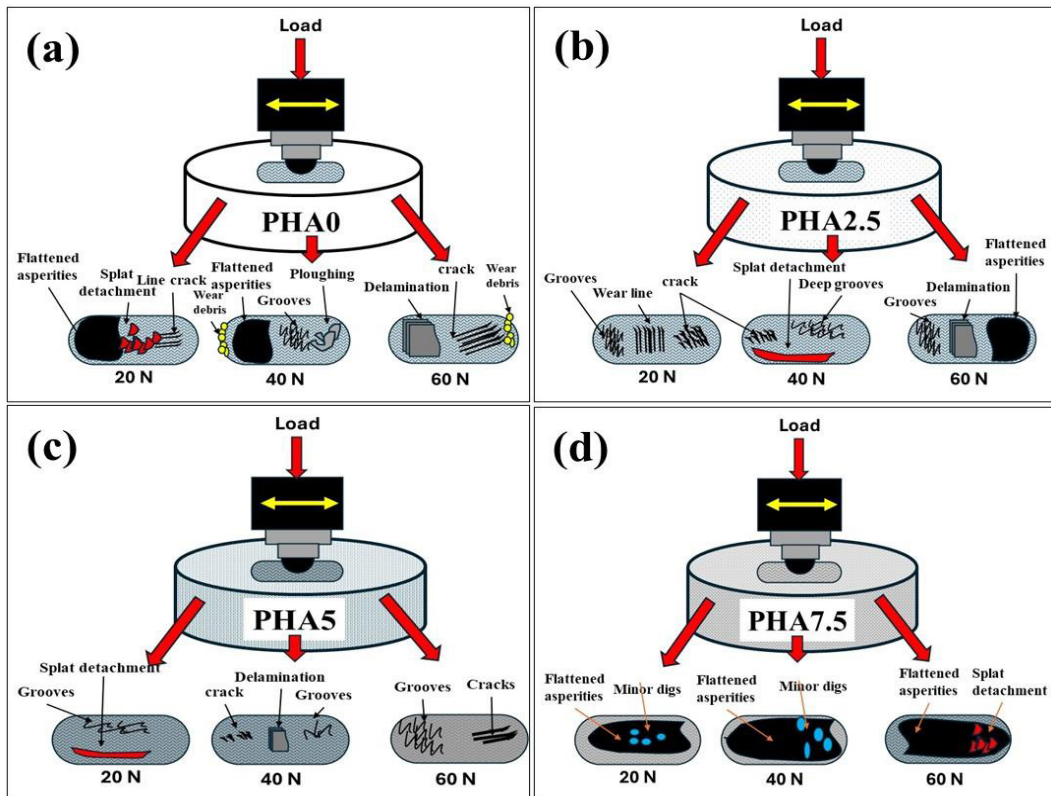 (a)
Load
PHA0
Flattened
asperities
Splat
detachment
Line crack
Wear
debris
Flattened
asperities
Grooves
Ploughing
Delamination
crack
Wear
debris
20 N
40 N
60 N
(b)
Load
PHA2.5
Grooves
Wear line
crack
Splat detachment
Deep grooves
Grooves
Delamination
Flattened
asperities
20 N
40 N
60 N
(c)
Load
PHA5
Splat detachment
Grooves
crack
Delamination
Grooves
Grooves
Cracks
20 N
40 N
60 N
(d)
Load
PHA7.5
Flattened
asperities
Minor digs
Flattened
asperities
Minor digs
Flattened
asperities
Splat
detachment
20 N
40 N
60 N